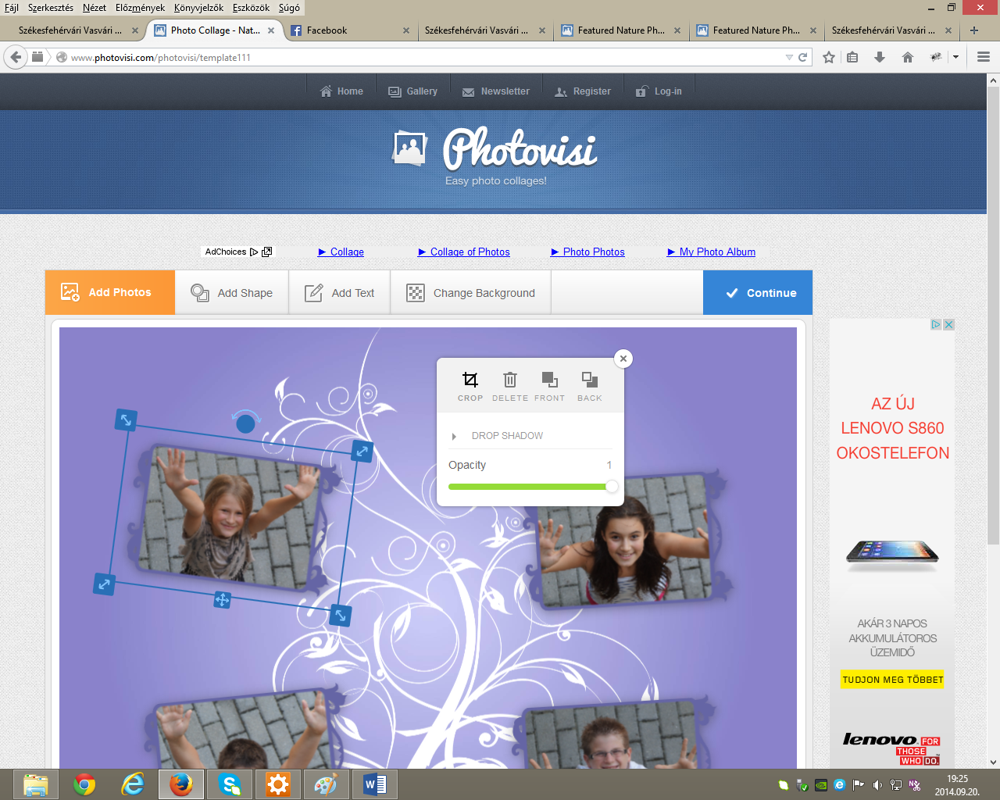 Fájl Szerkesztés Nézet Előzmények Könyvjelzők Eszközök Súgó
Székesfehérvári Vasvári ... Photo Collage - Nat... Facebook Székesfehérvári Vasvári ... Featured Nature Ph... Featured Nature Ph... Székesfehérvári Vasvári ...
www.photovisi.com/photovisi/template111
Home Gallery Newsletter Register Log-in
Photovisi
Easy photo collages!
AdChoices ► Collage ► Collage of Photos ► Photo Photos ► My Photo Album
Add Photos Add Shape Add Text Change Background Continue
CROP DELETE FRONT BACK
DROP SHADOW
Opacity 1
AZ ÚJ
LENOVO S860
OKOSTELEFON
AKÁR 3 NAPOS
AKKUMULÁTOROS
ÜZEMIDŐ
TUDJON MEG TÖBBET
lenovo FOR
THOSE
WHO DO.
19:25
2014.09.20.